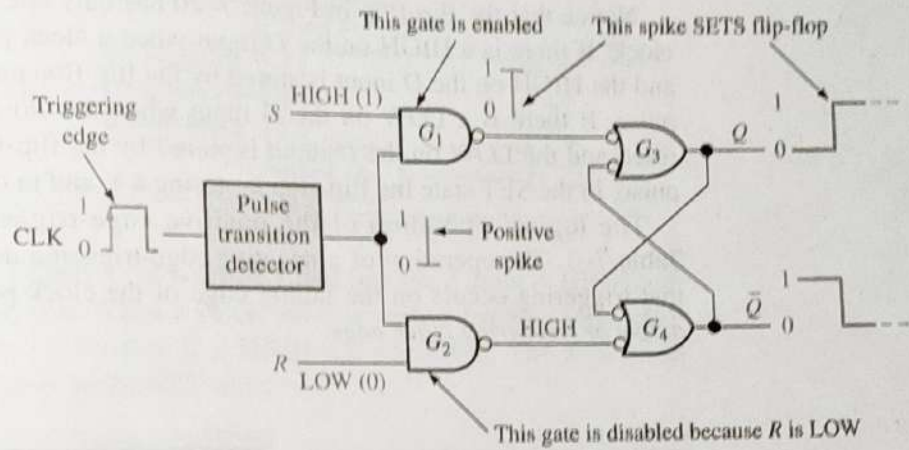 This gate is enabled
This spike SETS flip-flop
Triggering
edge
S
HIGH (1)
1
0
G1
G3
Q
1
0
1
CLK
0
Pulse
transition
detector
1
0
Positive
spike
G2
HIGH
G4
Q̅
1
0
R
LOW (0)
This gate is disabled because R is LOW